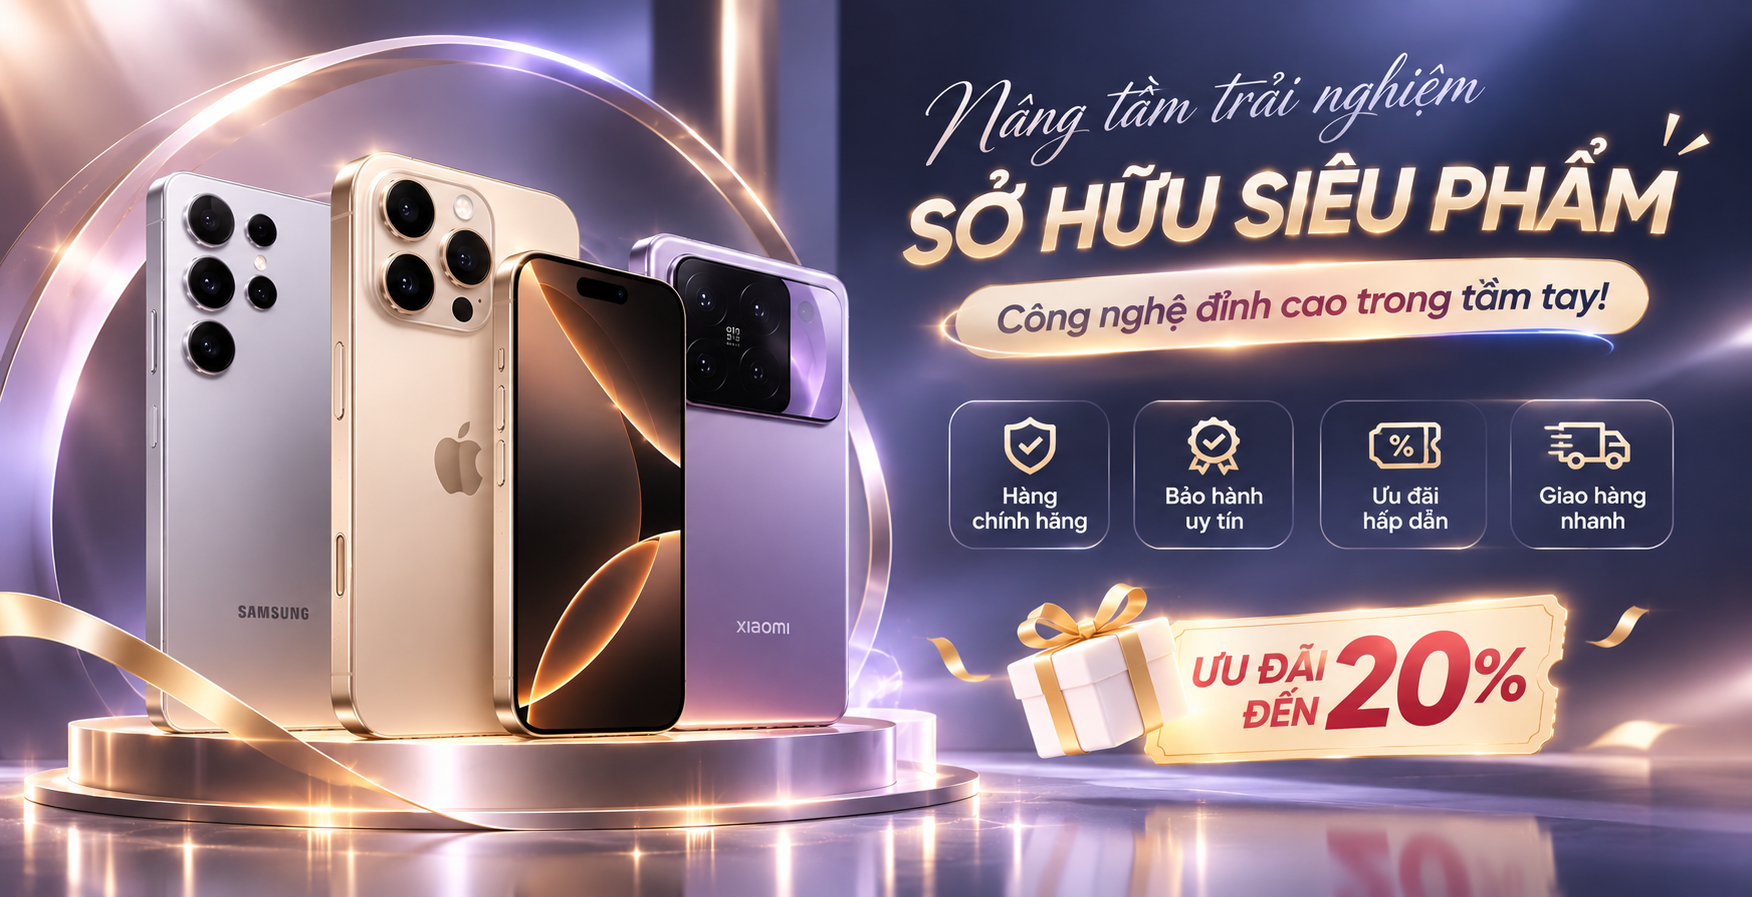 Nâng tầm trải nghiệm
SỞ HỮU SIÊU PHẨM
Công nghệ đỉnh cao trong tầm tay!
Hàng
chính hãng
Bảo hành
uy tín
%
Ưu đãi
hấp dẫn
Giao hàng
nhanh
SAMSUNG
xiaomi
ƯU ĐÃI
ĐẾN
20%